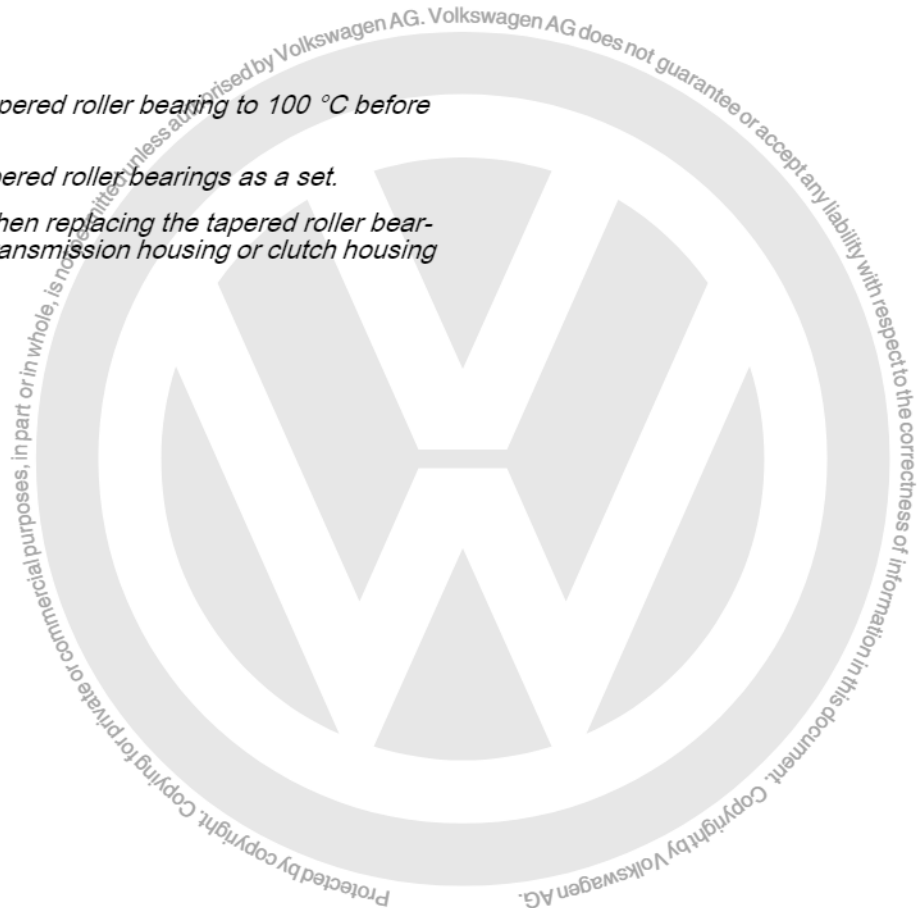 pered roller bearing to 100 °C before
pered roller bearings as a set.
hen replacing the tapered roller bear-
ansmission housing or clutch housing
Protected by copyright. Copying for private or commercial purposes, in part or in whole, is not permitted unless authorised by Volkswagen AG. Volkswagen AG does not guarantee or accept any liability with respect to the correctness of information in this document. Copyright by Volkswagen AG.